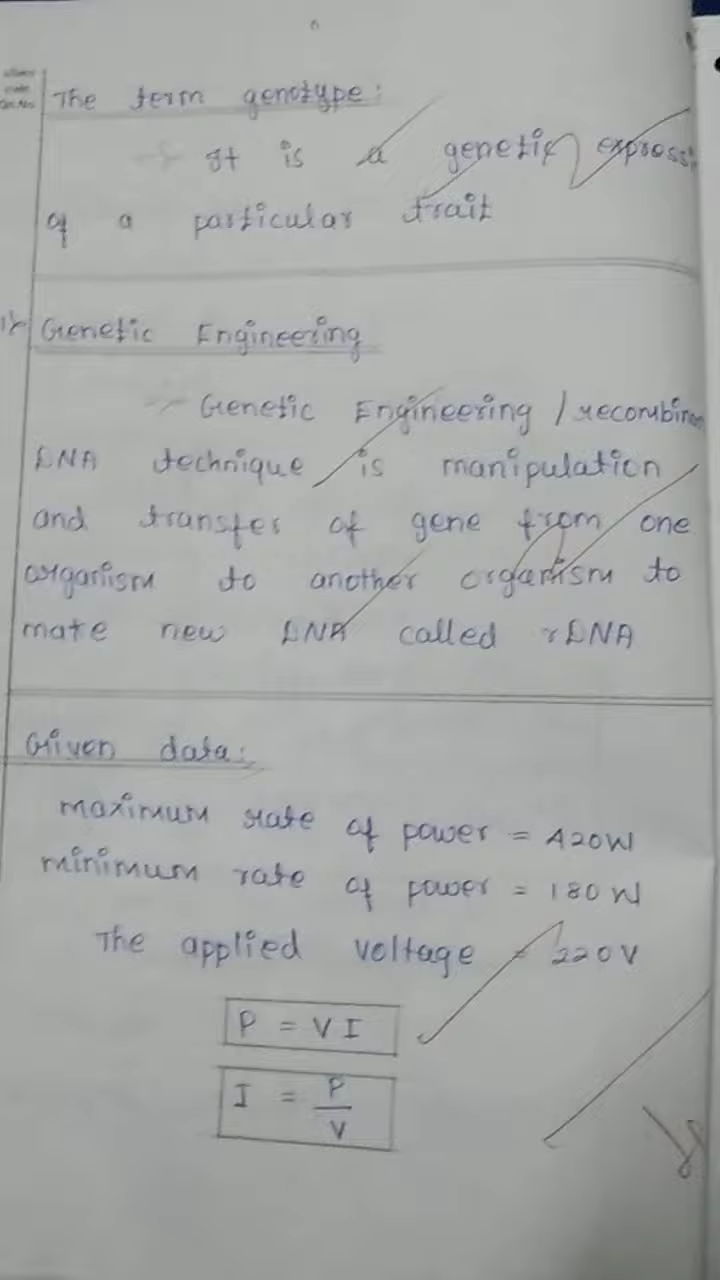 The term genotype:
It is a genetic express
of a particular trait
Genetic Engineering
Genetic Engineering / recombin
DNA technique is manipulation
and transfer of gene from one
organism to another organism to
mate new DNA called rDNA
Given data:
maximum rate of power = 420W
minimum rate of power = 180 W
The applied voltage = 220V
P = VI
I = P/V